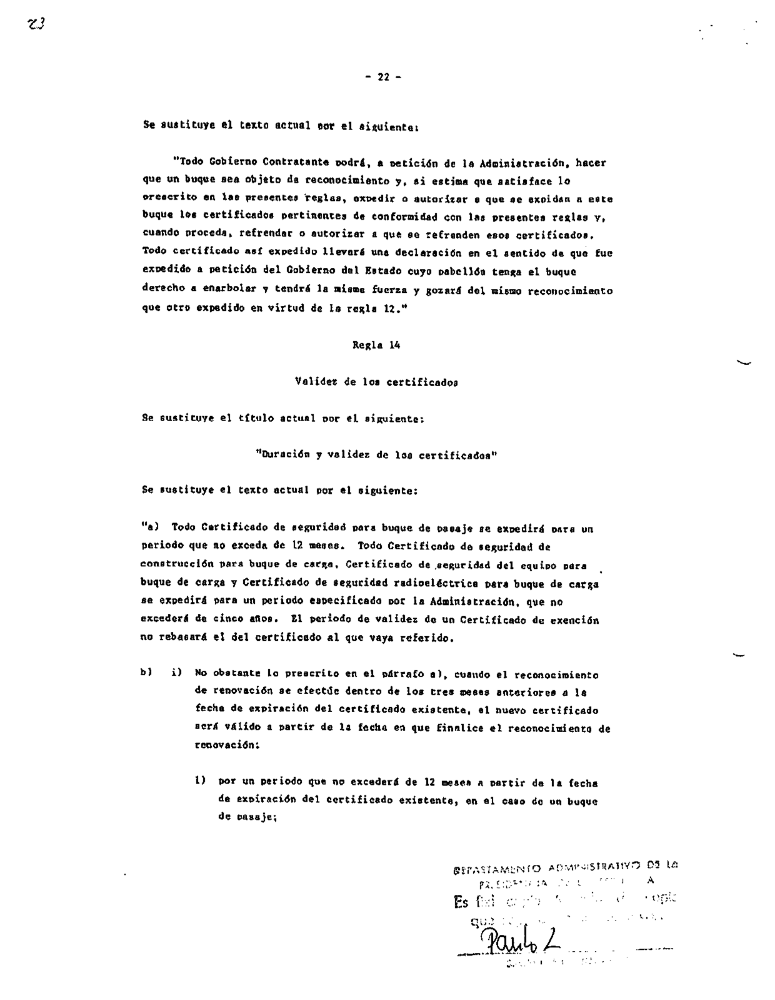 23
- 22 -
Se sustituye el texto actual por el siguiente:
"Todo Gobierno Contratante podrá, a petición de la Administración, hacer
que un buque sea objeto de reconocimiento y, si estima que satisface lo
prescrito en las presentes reglas, expedir o autorizar a que se expidan a este
buque los certificados pertinentes de conformidad con las presentes reglas y,
cuando proceda, refrendar o autorizar a que se refrenden esos certificados.
Todo certificado así expedido llevará una declaración en el sentido de que fue
expedido a petición del Gobierno del Estado cuyo pabellón tenga el buque
derecho a enarbolar y tendrá la misma fuerza y gozará del mismo reconocimiento
que otro expedido en virtud de la regla 12."
Regla 14
Validez de los certificados
Se sustituye el título actual por el siguiente:
"Duración y validez de los certificados"
Se sustituye el texto actual por el siguiente:
"a) Todo Certificado de seguridad para buque de pasaje se expedirá para un
periodo que no exceda de 12 meses. Todo Certificado de seguridad de
construcción para buque de carga, Certificado de seguridad del equipo para
buque de carga y Certificado de seguridad radioeléctrica para buque de carga
se expedirá para un periodo especificado por la Administración, que no
excederá de cinco años. El periodo de validez de un Certificado de exención
no rebasará el del certificado al que vaya referido.
b) i) No obstante lo prescrito en el párrafo a), cuando el reconocimiento
de renovación se efectúe dentro de los tres meses anteriores a la
fecha de expiración del certificado existente, el nuevo certificado
será válido a partir de la fecha en que finalice el reconocimiento de
renovación:
1) por un periodo que no excederá de 12 meses a partir de la fecha
de expiración del certificado existente, en el caso de un buque
de pasaje;
DEPARTAMENTO ADMINISTRATIVO DE LA
Es fiel